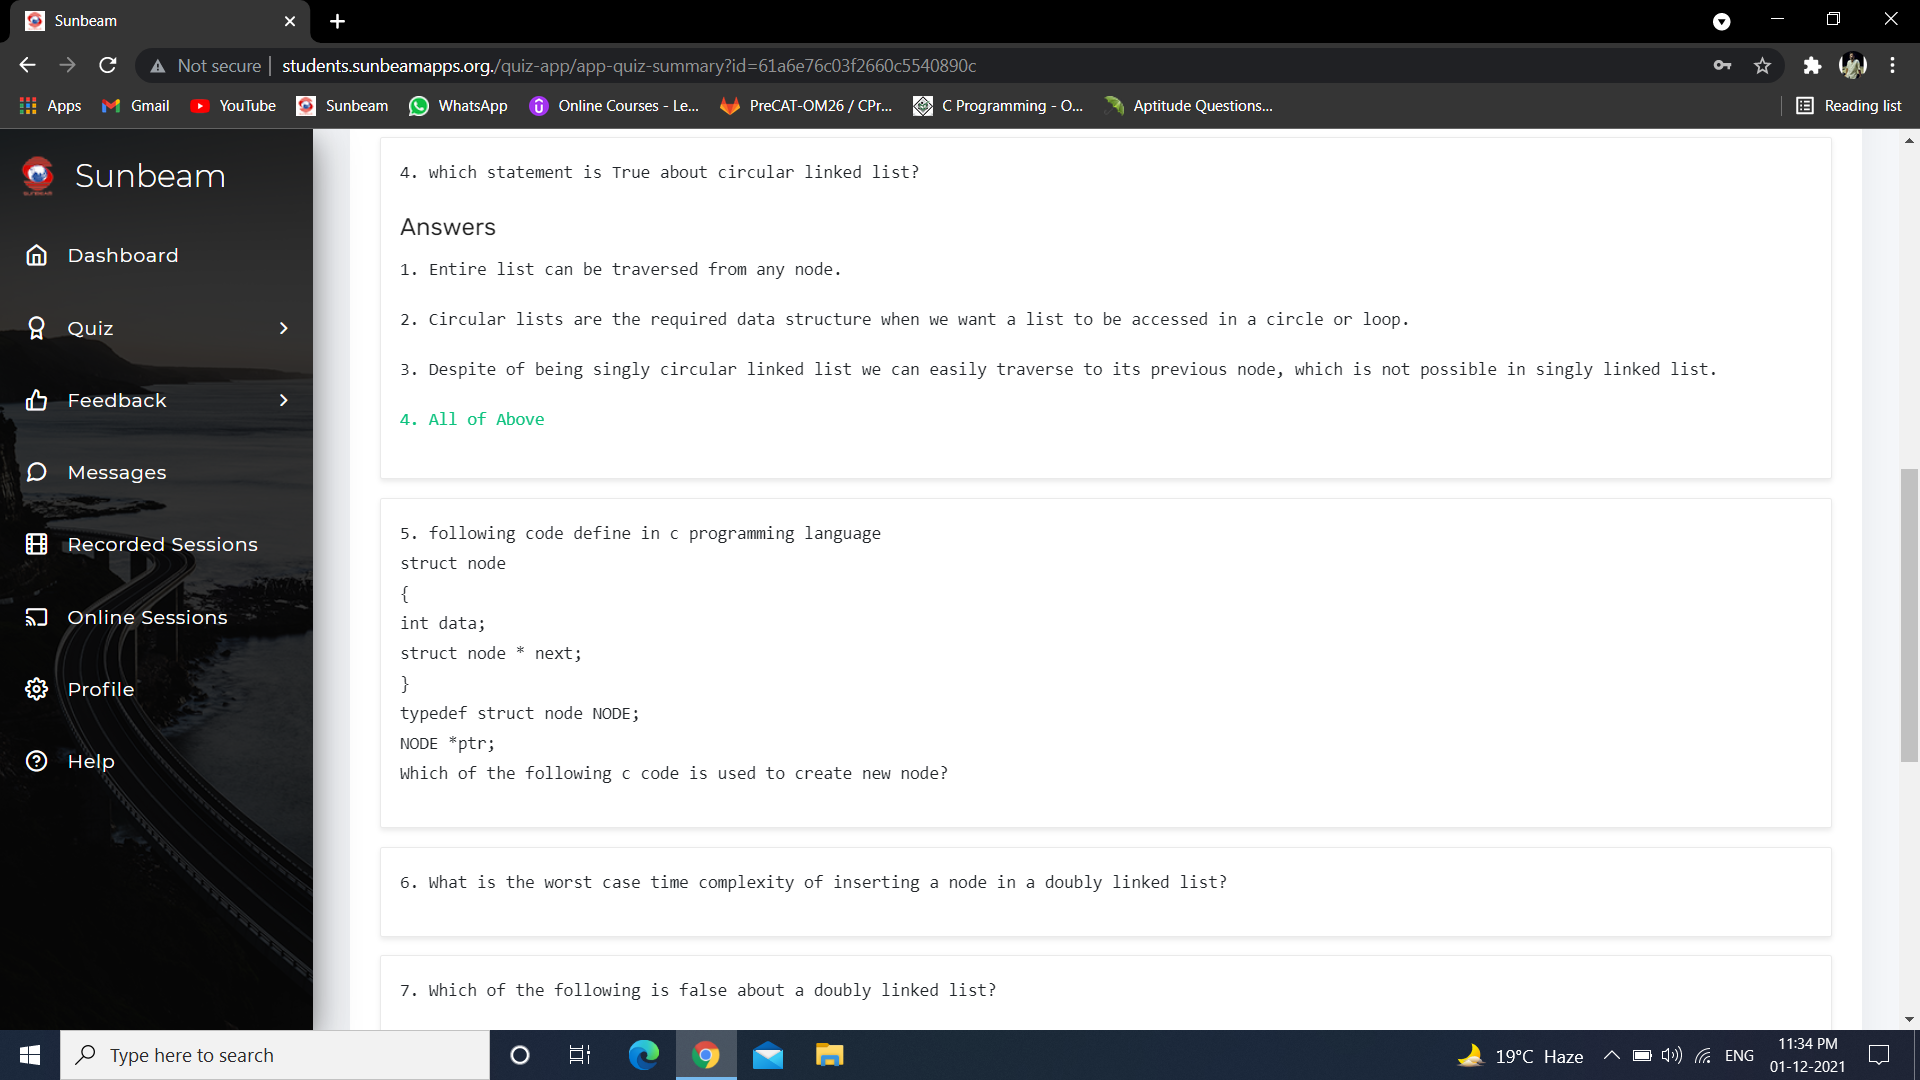 Sunbeam
Not secure | students.sunbeamapps.org./quiz-app/app-quiz-summary?id=61a6e76c03f2660c5540890c
Apps Gmail YouTube Sunbeam WhatsApp Online Courses - Le... PreCAT-OM26 / CPr... C Programming - O... Aptitude Questions... Reading list
Sunbeam
Dashboard
Quiz
Feedback
Messages
Recorded Sessions
Online Sessions
Profile
Help
4. which statement is True about circular linked list?
Answers
1. Entire list can be traversed from any node.
2. Circular lists are the required data structure when we want a list to be accessed in a circle or loop.
3. Despite of being singly circular linked list we can easily traverse to its previous node, which is not possible in singly linked list.
4. All of Above
5. following code define in c programming language
struct node
{
int data;
struct node * next;
}
typedef struct node NODE;
NODE *ptr;
Which of the following c code is used to create new node?
6. What is the worst case time complexity of inserting a node in a doubly linked list?
7. Which of the following is false about a doubly linked list?
Type here to search
19°C Haze
ENG
11:34 PM
01-12-2021